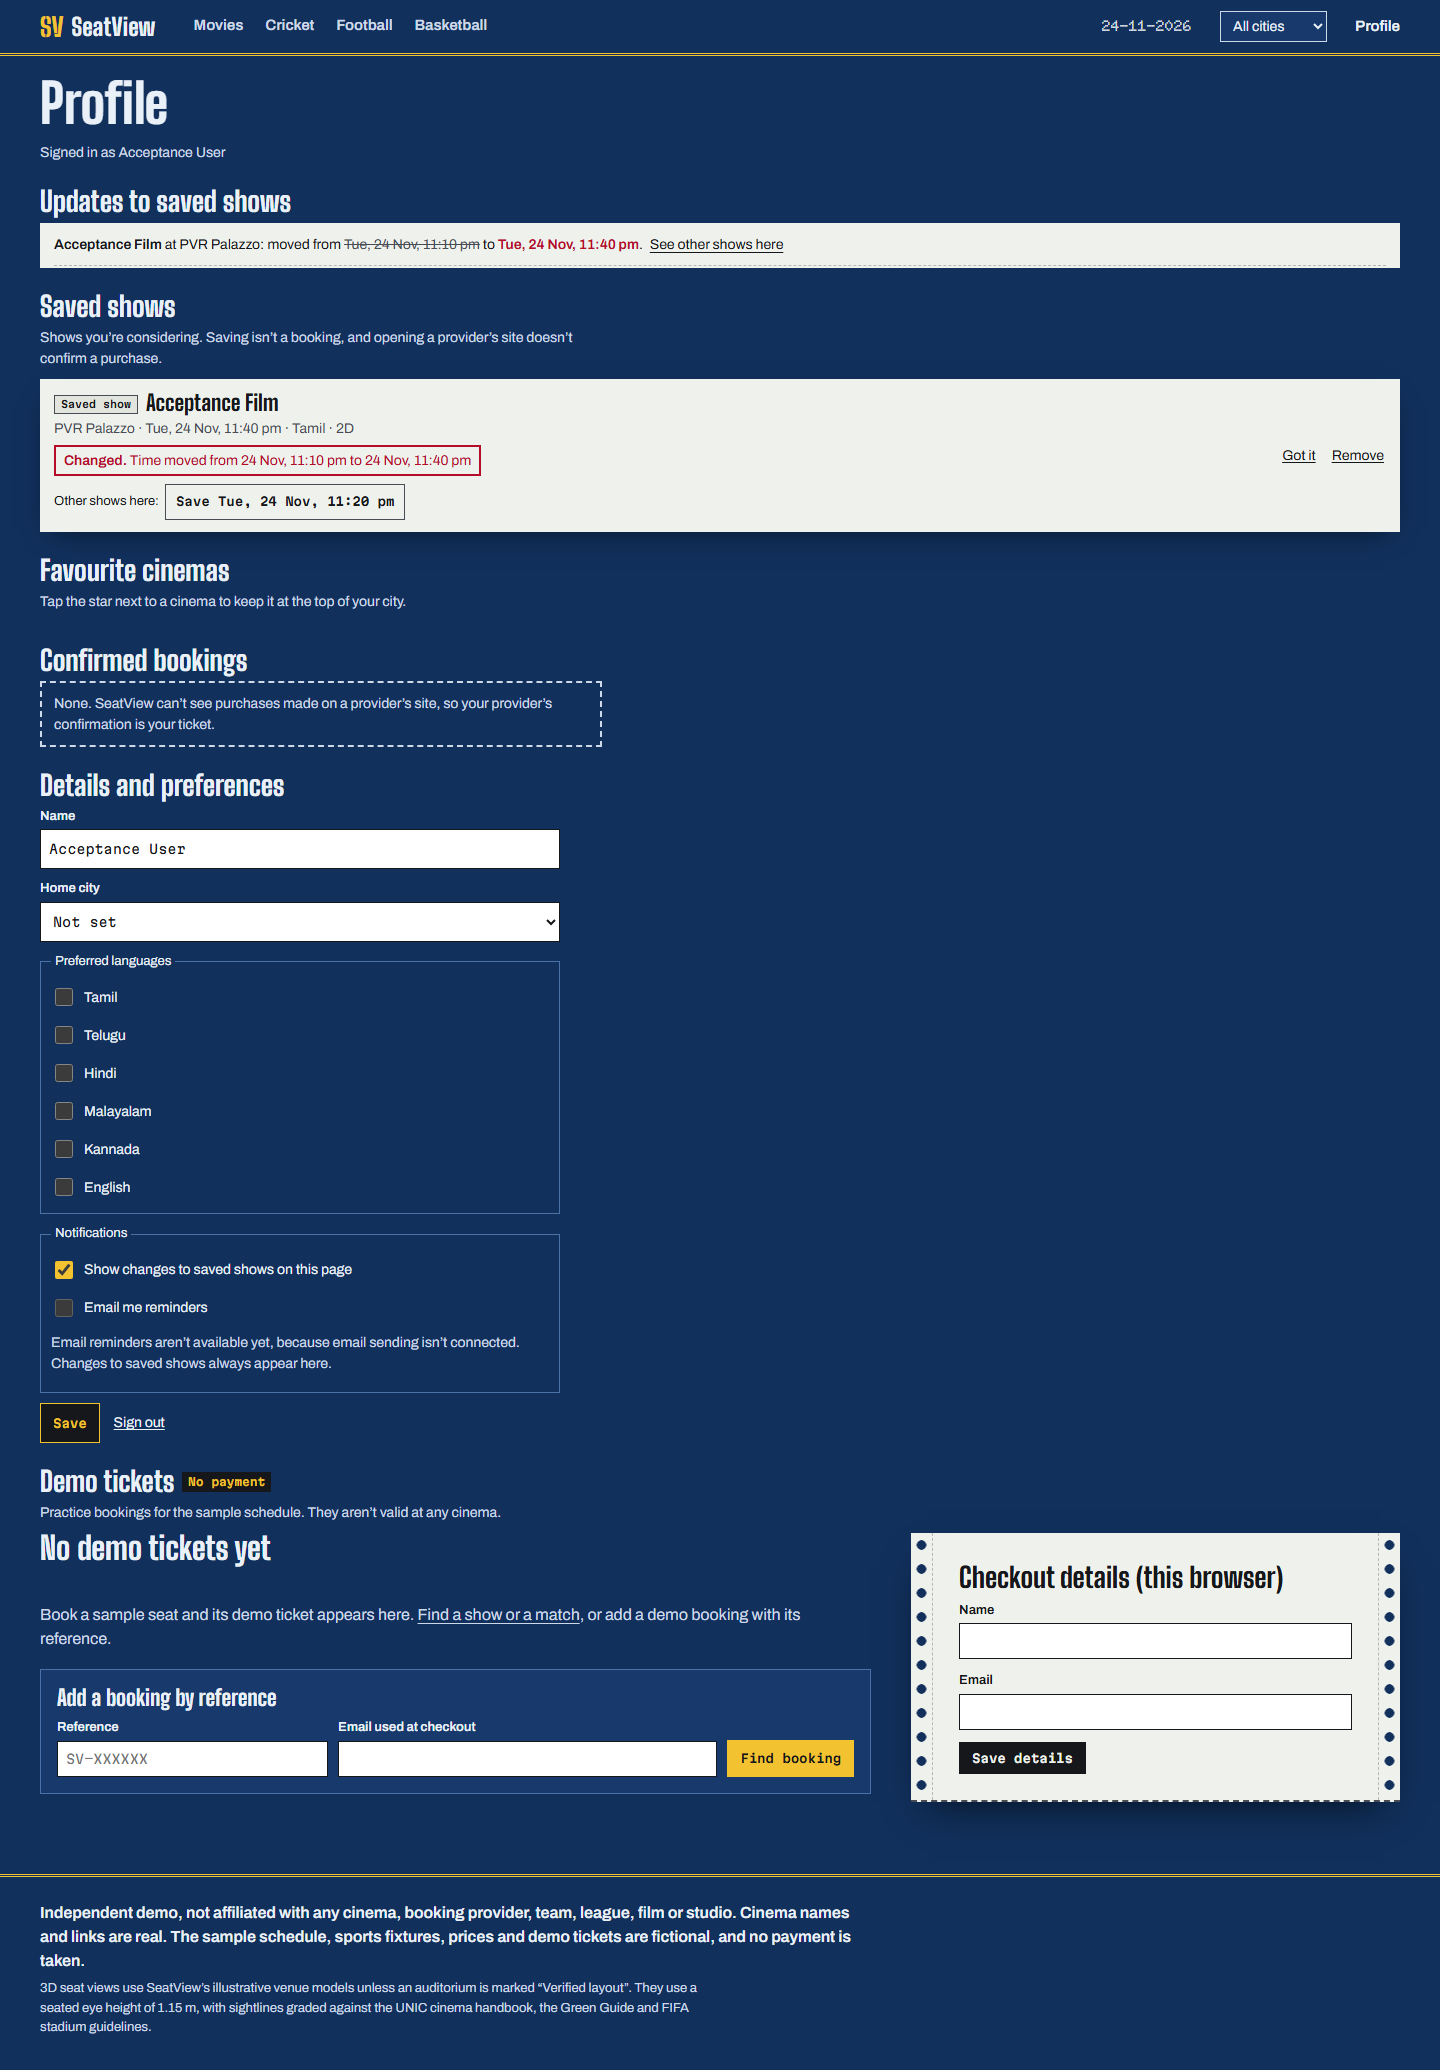 SV SeatView
Movies Cricket Football Basketball
24-11-2026
All cities
Profile
Profile
Signed in as Acceptance User
Updates to saved shows
Acceptance Film at PVR Palazzo: moved from Tue, 24 Nov, 11:10 pm to Tue, 24 Nov, 11:40 pm. See other shows here
Saved shows
Shows you’re considering. Saving isn’t a booking, and opening a provider’s site doesn’t
confirm a purchase.
Saved show Acceptance Film
PVR Palazzo · Tue, 24 Nov, 11:40 pm · Tamil · 2D
Changed. Time moved from 24 Nov, 11:10 pm to 24 Nov, 11:40 pm
Got it Remove
Other shows here: Save Tue, 24 Nov, 11:20 pm
Favourite cinemas
Tap the star next to a cinema to keep it at the top of your city.
Confirmed bookings
None. SeatView can’t see purchases made on a provider’s site, so your provider’s
confirmation is your ticket.
Details and preferences
Name
Acceptance User
Home city
Not set
Preferred languages
Tamil
Telugu
Hindi
Malayalam
Kannada
English
Notifications
Show changes to saved shows on this page
Email me reminders
Email reminders aren’t available yet, because email sending isn’t connected.
Changes to saved shows always appear here.
Save Sign out
Demo tickets No payment
Practice bookings for the sample schedule. They aren’t valid at any cinema.
No demo tickets yet
Book a sample seat and its demo ticket appears here. Find a show or a match, or add a demo booking with its
reference.
Add a booking by reference
Reference Email used at checkout
SV-XXXXXX Find booking
Checkout details (this browser)
Name
Email
Save details
Independent demo, not affiliated with any cinema, booking provider, team, league, film or studio. Cinema names
and links are real. The sample schedule, sports fixtures, prices and demo tickets are fictional, and no payment is
taken.
3D seat views use SeatView’s illustrative venue models unless an auditorium is marked “Verified layout”. They use a
seated eye height of 1.15 m, with sightlines graded against the UNIC cinema handbook, the Green Guide and FIFA
stadium guidelines.